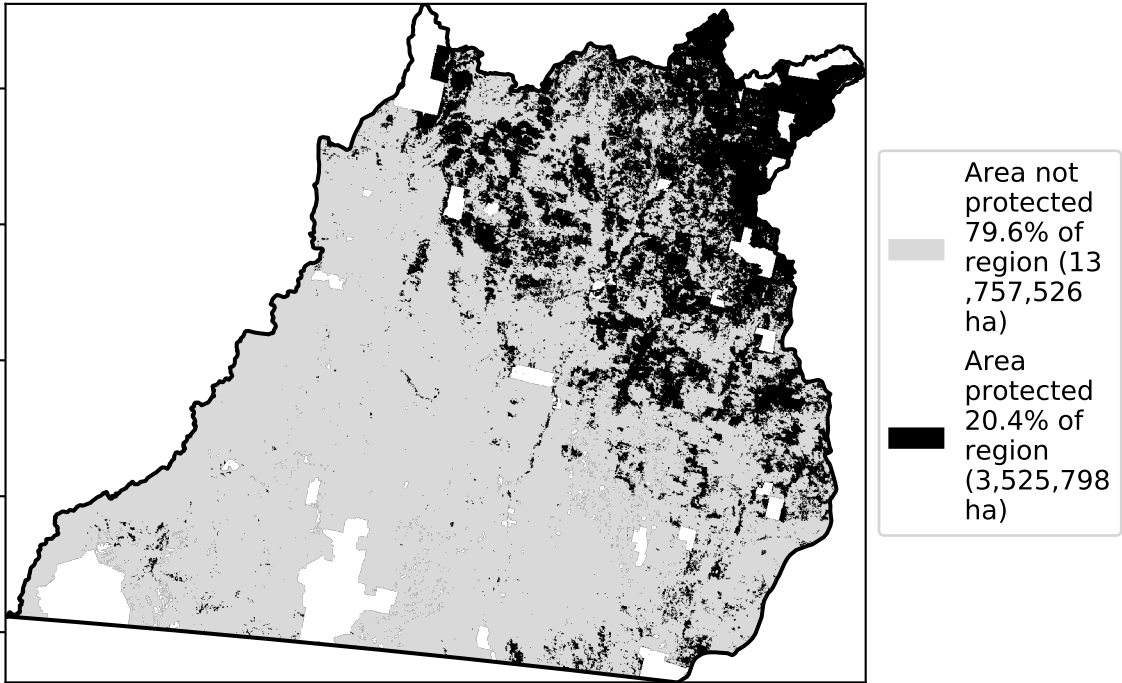 Area not
protected
79.6% of
region (13
,757,526
ha)
Area
protected
20.4% of
region
(3,525,798
ha)